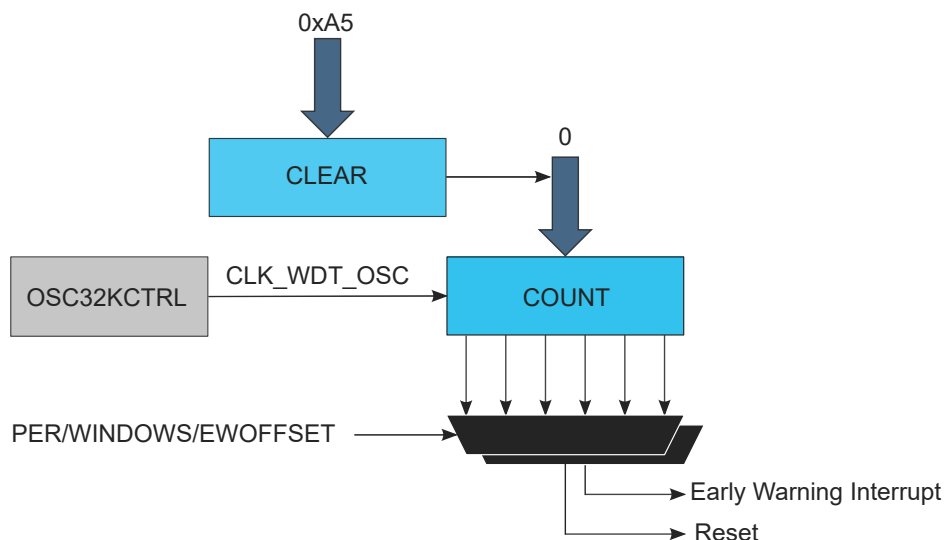 0xA5
0
CLEAR
CLK_WDT_OSC
OSC32KCTRL
COUNT
PER/WINDOWS/EWOFFSET
Early Warning Interrupt
Reset